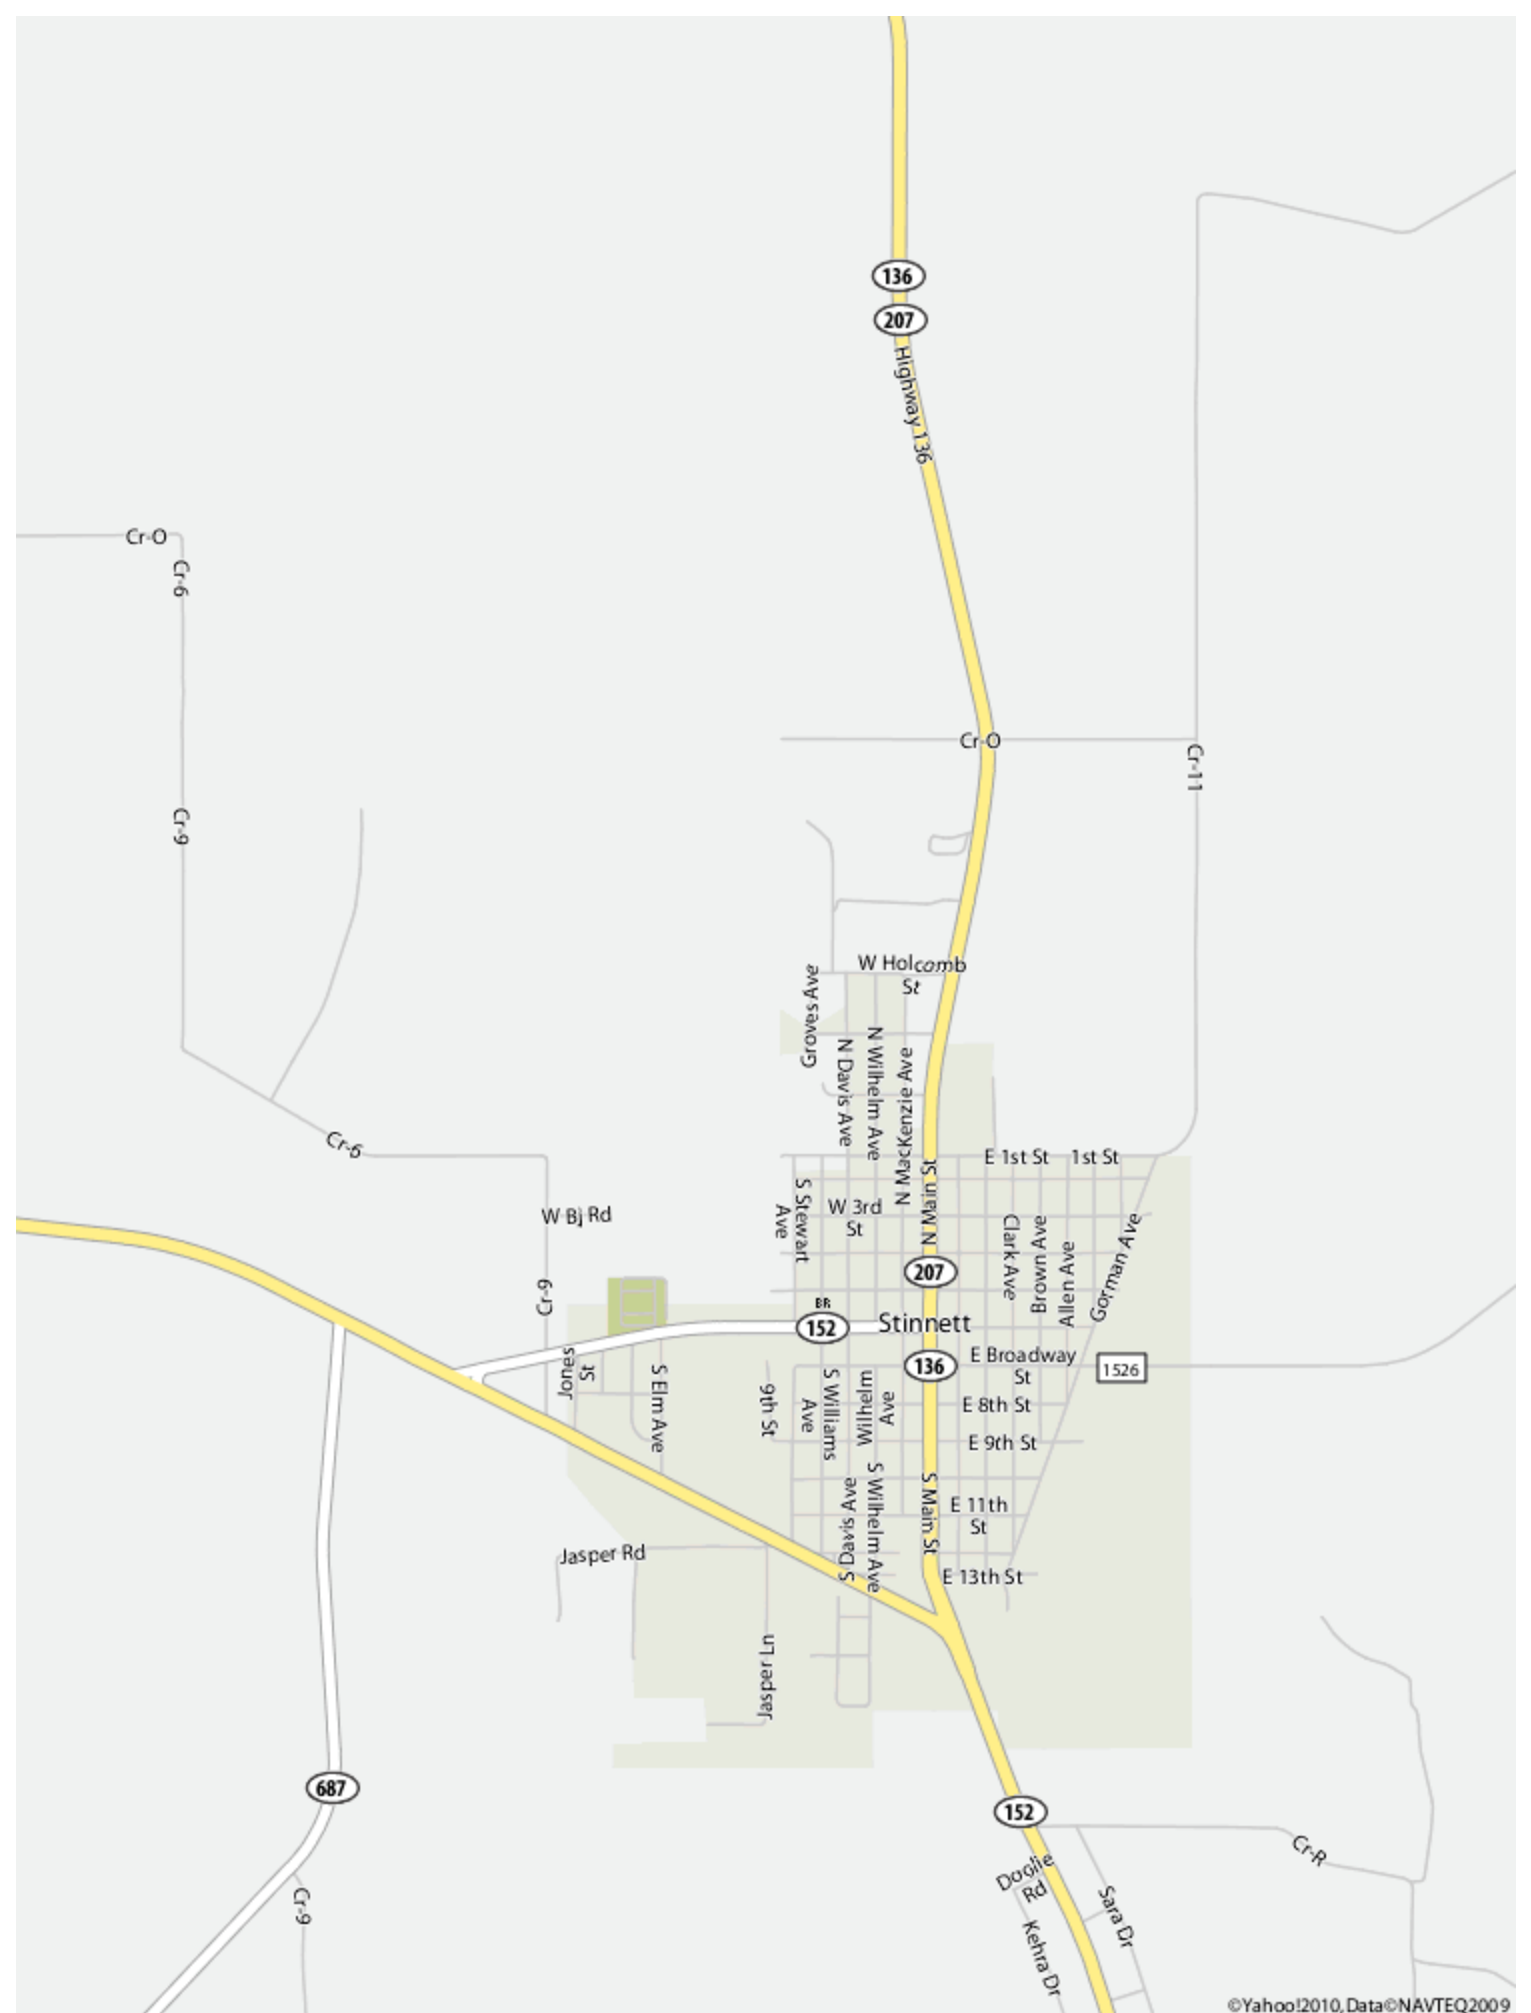 136
207
Highway 136
Cr-O
Cr-6
Cr-O
Cr-11
Cr-9
W Holcomb
St
Groves Ave
N Davis Ave
N Wilhelm Ave
N MacKenzie Ave
Cr-6
E 1st St
1st St
N Main St
S Stewart
Ave
W 3rd
St
W Bj Rd
Clark Ave
Brown Ave
Allen Ave
Gorman Ave
207
Cr-9
BR
152
Stinnett
Jones
St
S Elm Ave
9th St
S Williams
Ave
Wilhelm
Ave
136
E Broadway
St
1526
E 8th St
E 9th St
S Davis Ave
S Wilhelm Ave
S Main St
E 11th
St
Jasper Rd
E 13th St
Jasper Ln
687
152
Cr-R
Doglie
Rd
Cr-9
Sara Dr
Kehra Dr
©Yahoo!2010,Data©NAVTEQ2009